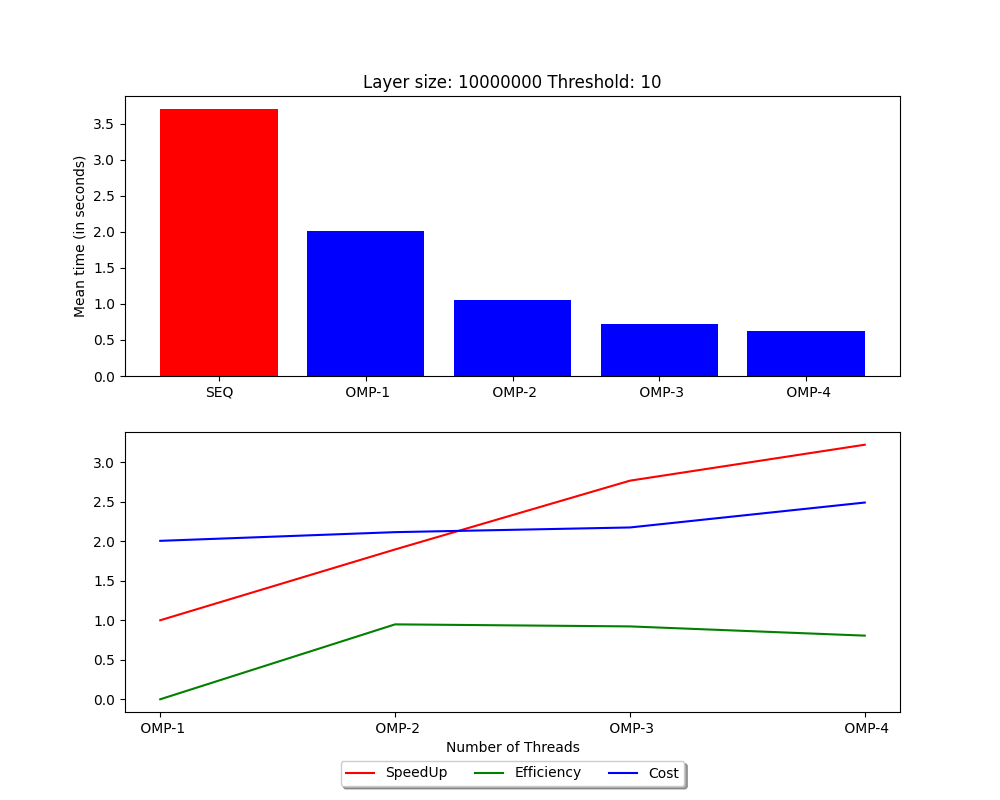 Layer size: 10000000 Threshold: 10
Mean time (in seconds)
3.5
3.0
2.5
2.0
1.5
1.0
0.5
0.0
SEQ OMP-1 OMP-2 OMP-3 OMP-4
3.0
2.5
2.0
1.5
1.0
0.5
0.0
OMP-1 OMP-2 OMP-3 OMP-4
Number of Threads
SpeedUp Efficiency Cost